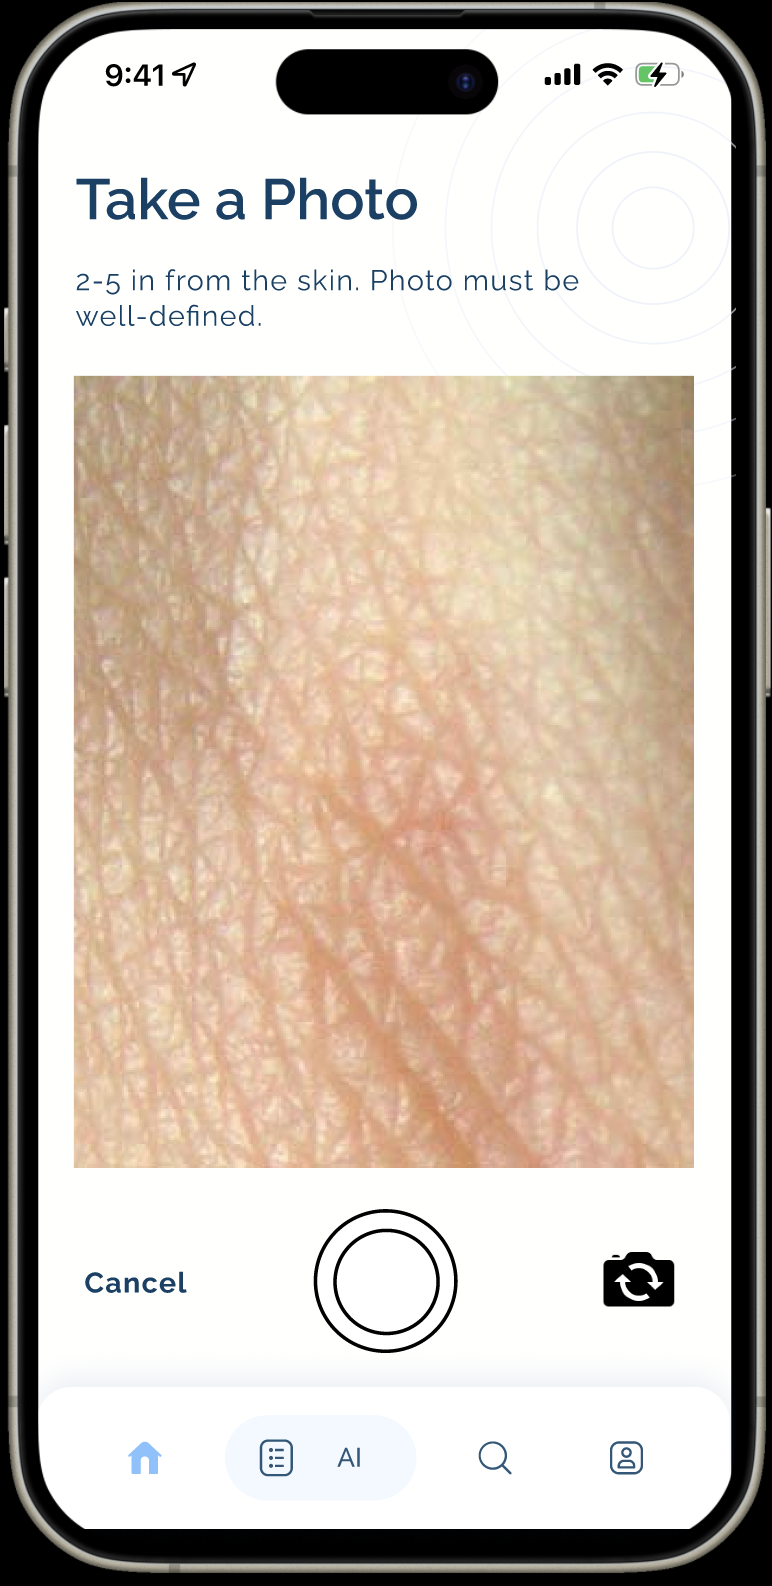 9:41
Take a Photo
2-5 in from the skin. Photo must be
well-defined.
Cancel
AI